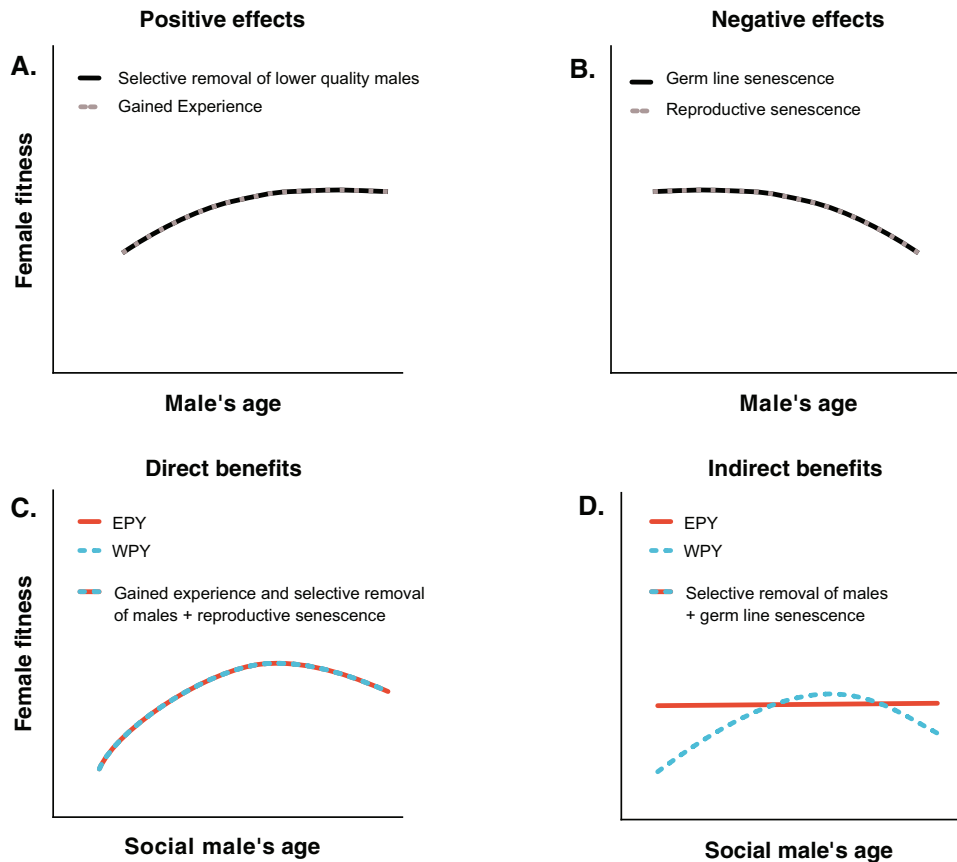 Positive effects
A.
Selective removal of lower quality males
Gained Experience
Female fitness
Male's age
Negative effects
B.
Germ line senescence
Reproductive senescence
Male's age
Direct benefits
C.
EPY
WPY
Gained experience and selective removal
of males + reproductive senescence
Female fitness
Social male's age
Indirect benefits
D.
EPY
WPY
Selective removal of males
+ germ line senescence
Social male's age